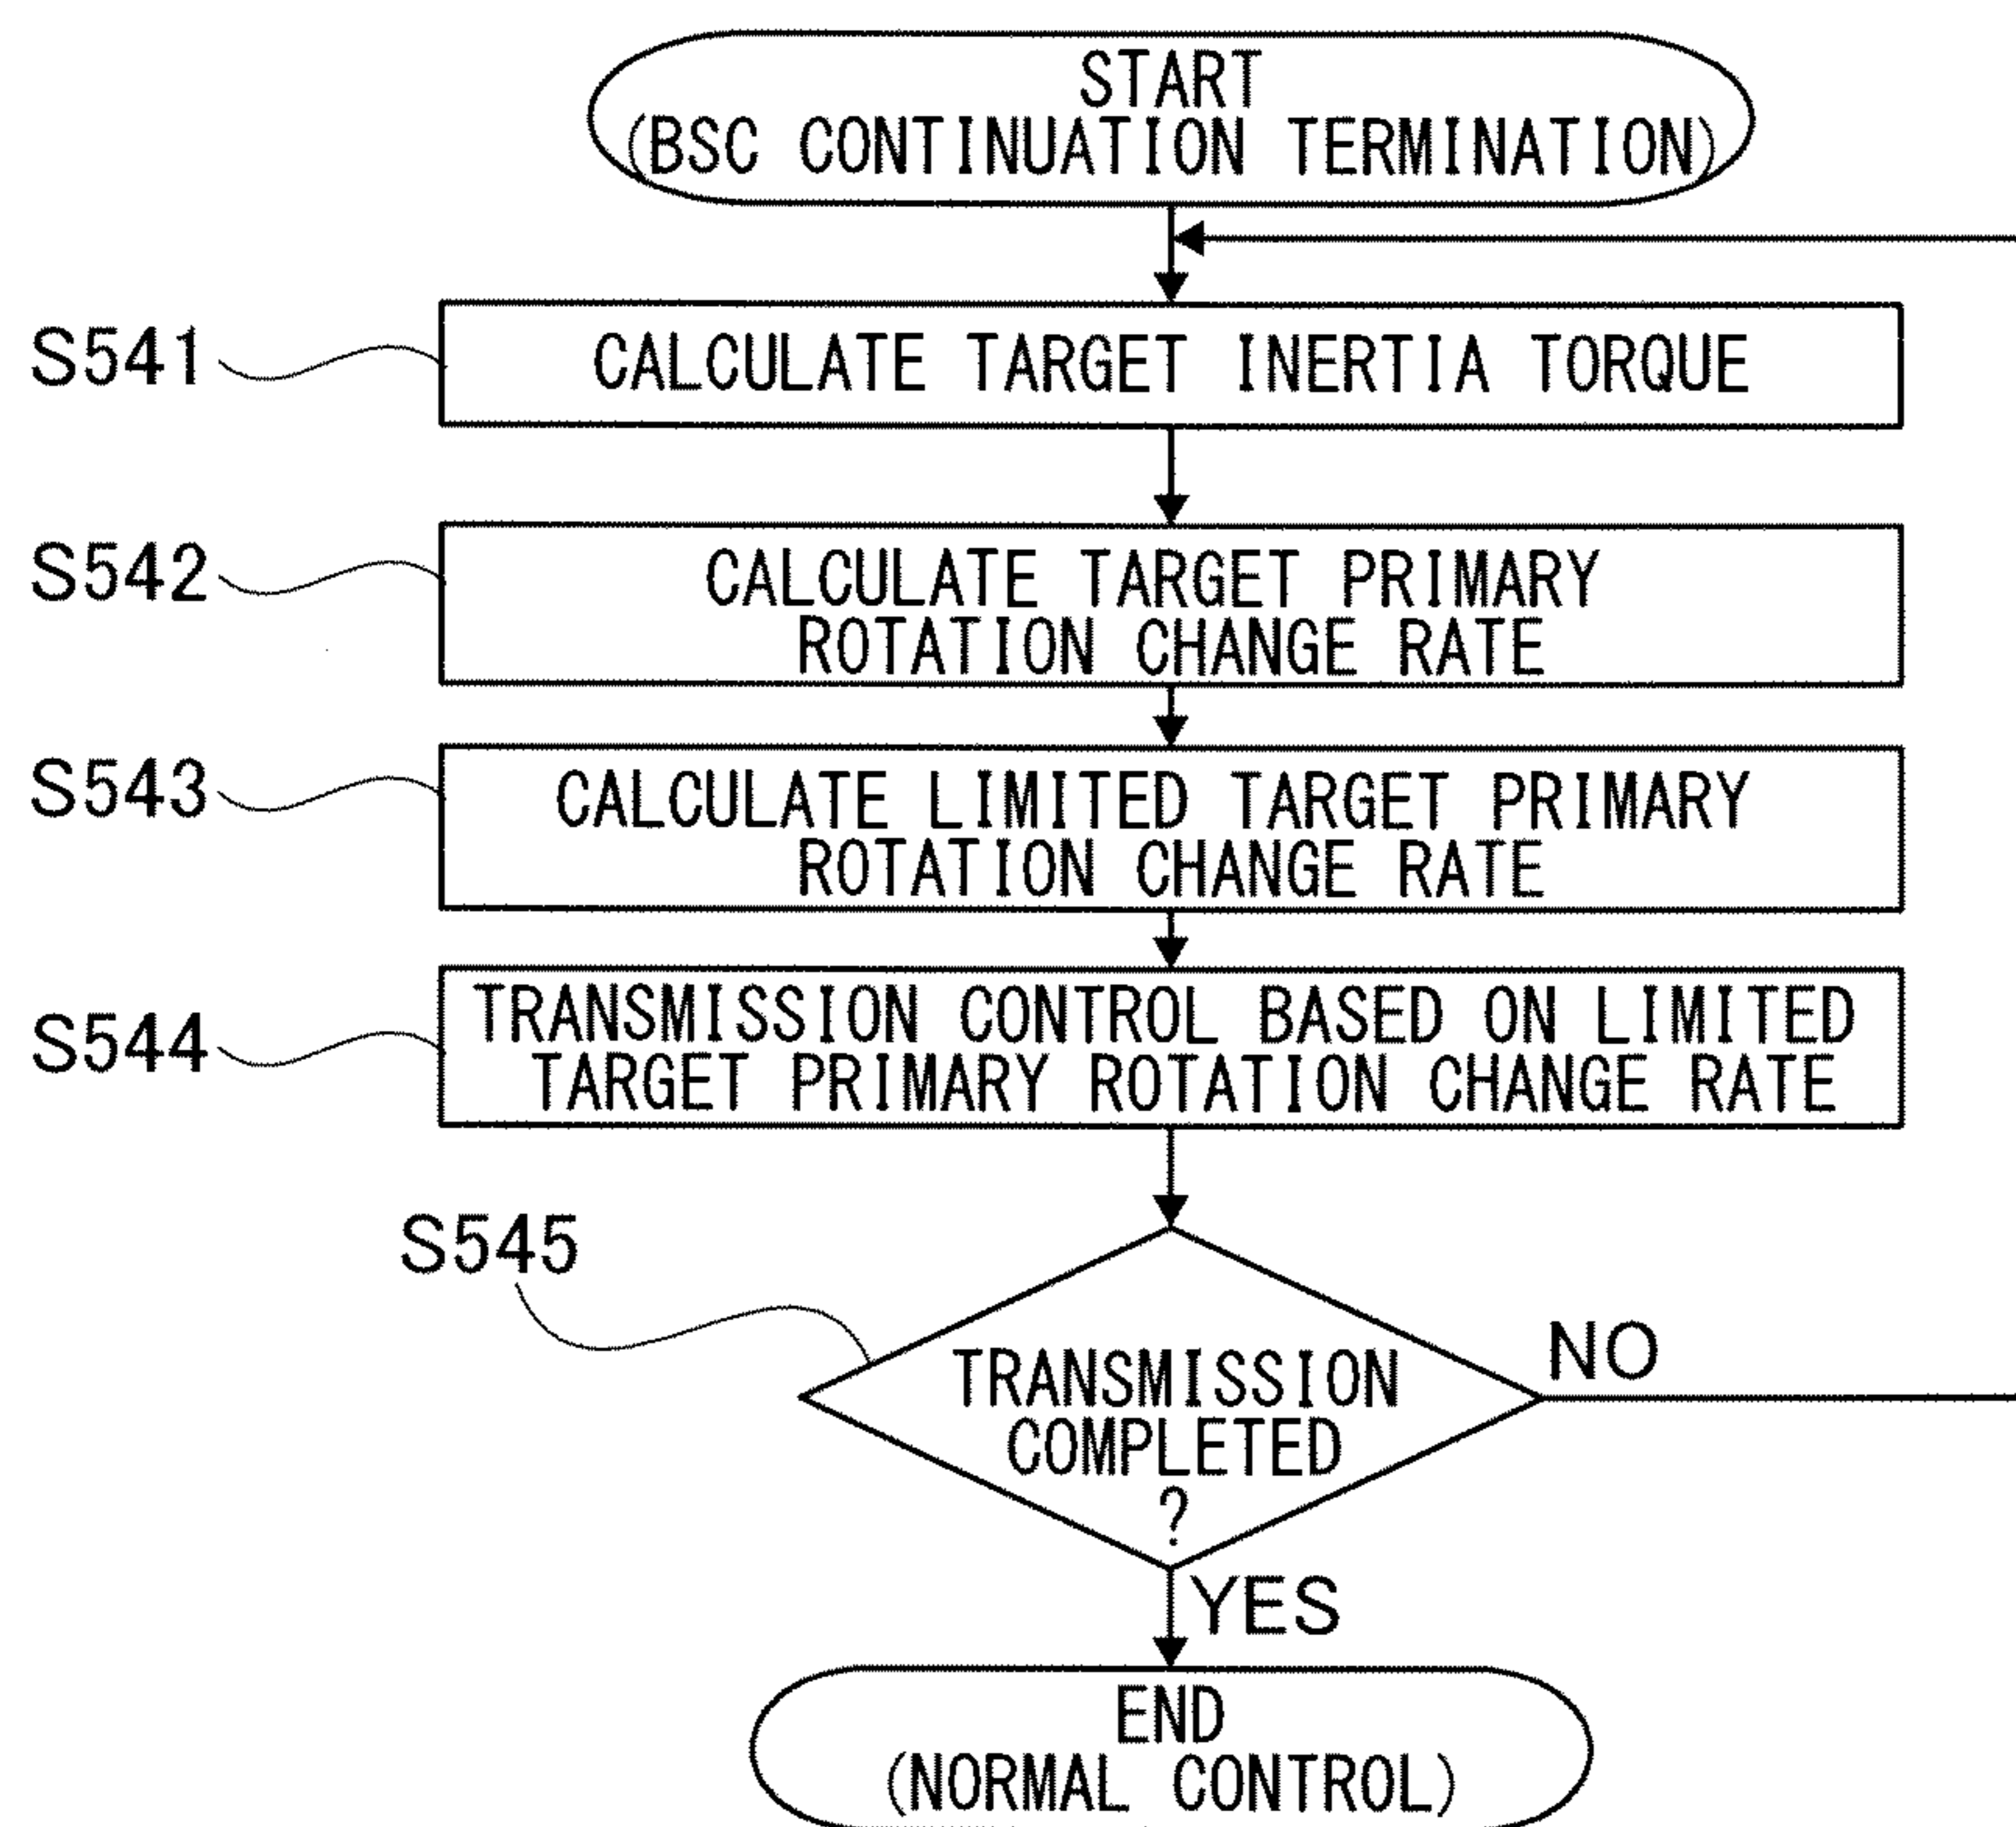 START
(BSC CONTINUATION TERMINATION)
S541
CALCULATE TARGET INERTIA TORQUE
S542
CALCULATE TARGET PRIMARY
ROTATION CHANGE RATE
S543
CALCULATE LIMITED TARGET PRIMARY
ROTATION CHANGE RATE
S544
TRANSMISSION CONTROL BASED ON LIMITED
TARGET PRIMARY ROTATION CHANGE RATE
S545
TRANSMISSION
COMPLETED
?
NO
YES
END
(NORMAL CONTROL)